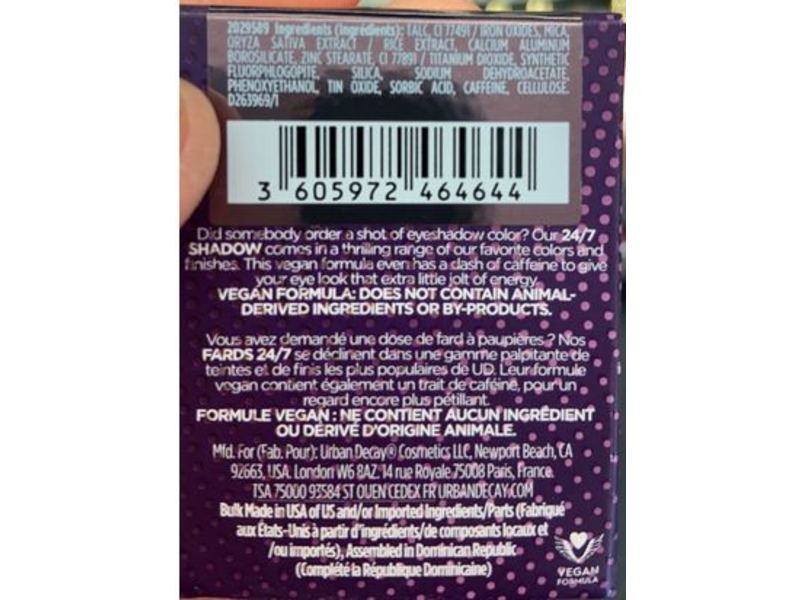 2029589 Ingredients (Ingrédients): TALC, CI 77491 / IRON OXIDES, MICA,
ORYZA SATIVA EXTRACT / RICE EXTRACT, CALCIUM ALUMINUM
BOROSILICATE, ZINC STEARATE, CI 77891 / TITANIUM DIOXIDE, SYNTHETIC
FLUORPHLOGOPITE, SILICA, SODIUM DEHYDROACETATE,
PHENOXYETHANOL, TIN OXIDE, SORBIC ACID, CAFFEINE, CELLULOSE.
D263969/1
3 605972 464644
Did somebody order a shot of eyeshadow color? Our 24/7
SHADOW comes in a thrilling range of our favorite colors and
finishes. This vegan formula even has a dash of caffeine to give
your eye look that extra little jolt of energy.
VEGAN FORMULA: DOES NOT CONTAIN ANIMAL-
DERIVED INGREDIENTS OR BY-PRODUCTS.
Vous avez demandé une dose de fard à paupières ? Nos
FARDS 24/7 se déclinent dans une gamme palpitante de
teintes et de finis les plus populaires de UD. Leur formule
vegan contient également un trait de caféine, pour un
regard encore plus pétillant.
FORMULE VEGAN : NE CONTIENT AUCUN INGRÉDIENT
OU DÉRIVÉ D'ORIGINE ANIMALE.
Mfd. For (Fab. Pour): Urban Decay® Cosmetics LLC, Newport Beach, CA
92663, USA. London W6 8AZ. 14 rue Royale 75008 Paris, France.
TSA 75000 93584 ST OUEN CEDEX FR URBANDECAY.COM
Bulk Made in USA of US and/or Imported Ingredients/Parts (Fabriqué
aux États-Unis à partir d'ingrédients/de composants locaux et
/ou importés), Assembled in Dominican Republic
(Complété la République Dominicaine)
VEGAN
FORMULA